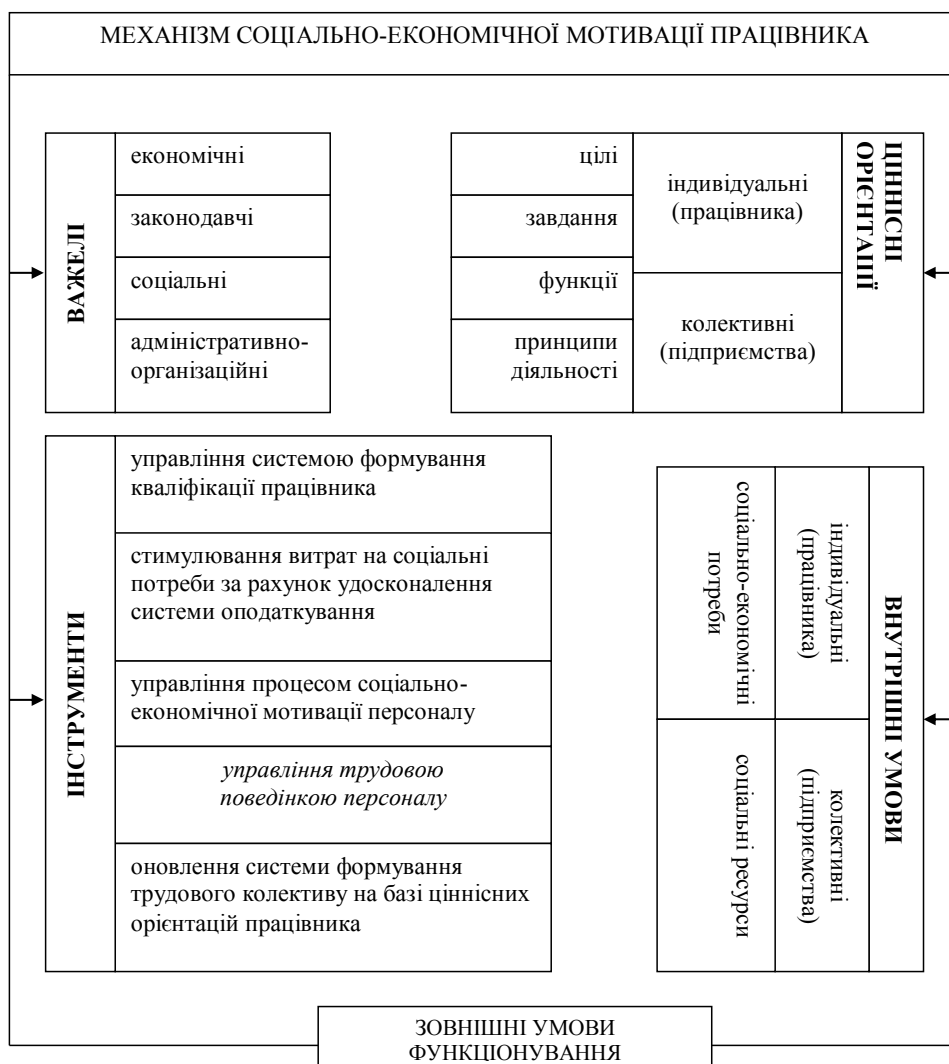 МЕХАНІЗМ СОЦІАЛЬНО-ЕКОНОМІЧНОЇ МОТИВАЦІЇ ПРАЦІВНИКА
ВАЖЕЛІ
економічні
законодавчі
соціальні
адміністративно-
організаційні
цілі
завдання
функції
принципи
діяльності
індивідуальні
(працівника)
колективні
(підприємства)
ЦІННІСНІ
ОРІЄНТАЦІЇ
ІНСТРУМЕНТИ
управління системою формування
кваліфікації працівника
стимулювання витрат на соціальні
потреби за рахунок удосконалення
системи оподаткування
управління процесом соціально-
економічної мотивації персоналу
управління трудовою
поведінкою персоналу
оновлення системи формування
трудового колективу на базі ціннісних
орієнтацій працівника
соціально-економічні
потреби
індивідуальні
(працівника)
соціальні ресурси
колективні
(підприємства)
ВНУТРІШНІ УМОВИ
ЗОВНІШНІ УМОВИ
ФУНКЦІОНУВАННЯ